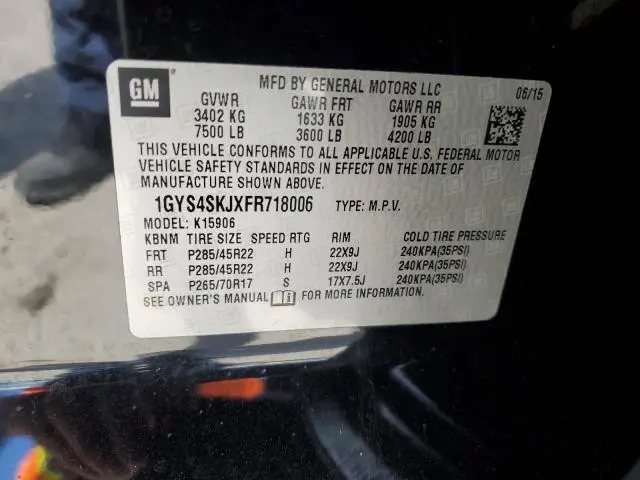 GM
MFD BY GENERAL MOTORS LLC 06/15
GVWR GAWR FRT GAWR RR
3402 KG 1633 KG 1905 KG
7500 LB 3600 LB 4200 LB
THIS VEHICLE CONFORMS TO ALL APPLICABLE U.S. FEDERAL MOTOR
VEHICLE SAFETY STANDARDS IN EFFECT ON THE DATE OF
MANUFACTURE SHOWN ABOVE.
1GYS4SKJXFR718006 TYPE: M.P.V.
MODEL: K15906
KBNM TIRE SIZE SPEED RTG RIM COLD TIRE PRESSURE
FRT P285/45R22 H 22X9J 240KPA(35PSI)
RR P285/45R22 H 22X9J 240KPA(35PSI)
SPA P265/70R17 S 17X7.5J 240KPA(35PSI)
SEE OWNER'S MANUAL FOR MORE INFORMATION.